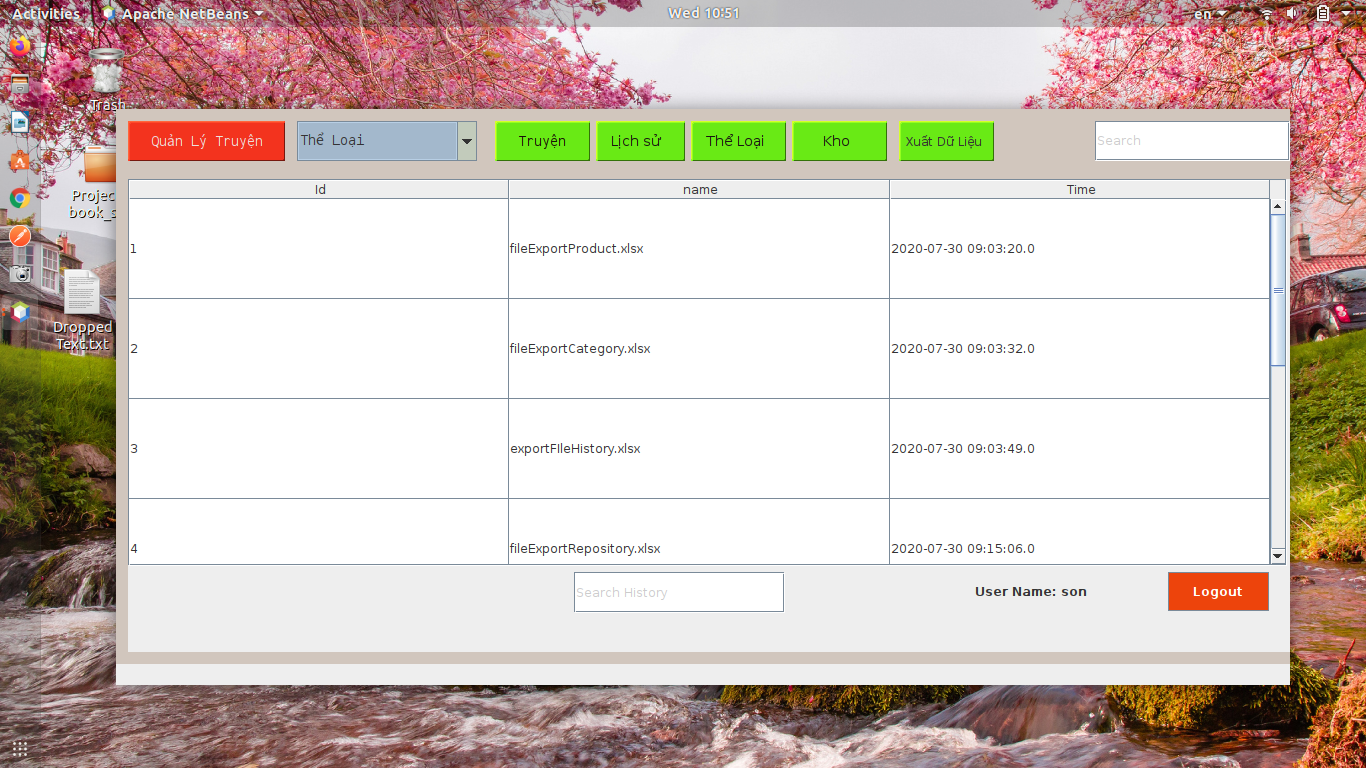 Activities Apache NetBeans Wed 10:51 en
Trash
Projec
book_s
Dropped
Text.txt
Quản Lý Truyện Thể Loại Truyện Lịch sử Thể Loại Kho Xuất Dữ Liệu Search
Id name Time
1 fileExportProduct.xlsx 2020-07-30 09:03:20.0
2 fileExportCategory.xlsx 2020-07-30 09:03:32.0
3 exportFIleHistory.xlsx 2020-07-30 09:03:49.0
4 fileExportRepository.xlsx 2020-07-30 09:15:06.0
Search History User Name: son Logout